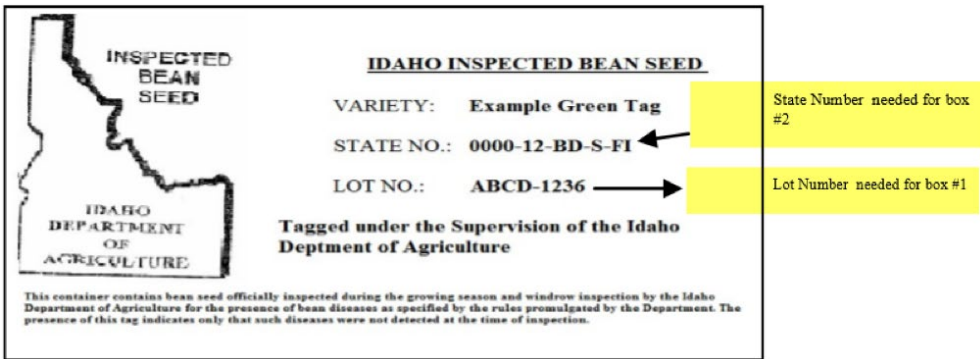 INSPECTED
BEAN
SEED
IDAHO
DEPARTMENT
OF
AGRICULTURE
IDAHO INSPECTED BEAN SEED
VARIETY: Example Green Tag
STATE NO.: 0000-12-BD-S-FI
LOT NO.: ABCD-1236
Tagged under the Supervision of the Idaho
Deptment of Agriculture
This container contains bean seed officially inspected during the growing season and windrow inspection by the Idaho
Department of Agriculture for the presence of bean diseases as specified by the rules promulgated by the Department. The
presence of this tag indicates only that such diseases were not detected at the time of inspection.
State Number needed for box
#2
Lot Number needed for box #1